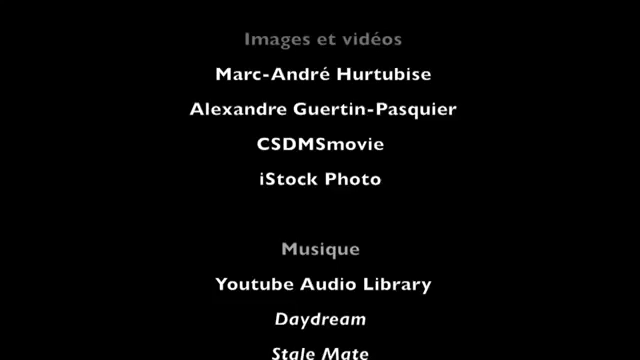 Images et vidéos
Marc-André Hurtubise
Alexandre Guertin-Pasquier
CSDMSmovie
iStock Photo
Musique
Youtube Audio Library
Daydream
Stale Mate